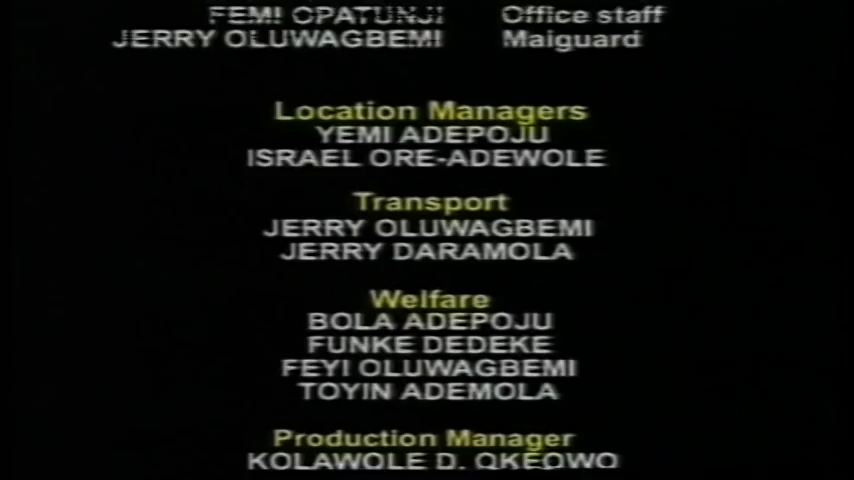 FEMI OPATUNJI Office staff
JERRY OLUWAGBEMI Maiguard
Location Managers
YEMI ADEPOJU
ISRAEL ORE-ADEWOLE
Transport
JERRY OLUWAGBEMI
JERRY DARAMOLA
Welfare
BOLA ADEPOJU
FUNKE DEDEKE
FEYI OLUWAGBEMI
TOYIN ADEMOLA
Production Manager
KOLAWOLE D. OKEOWO